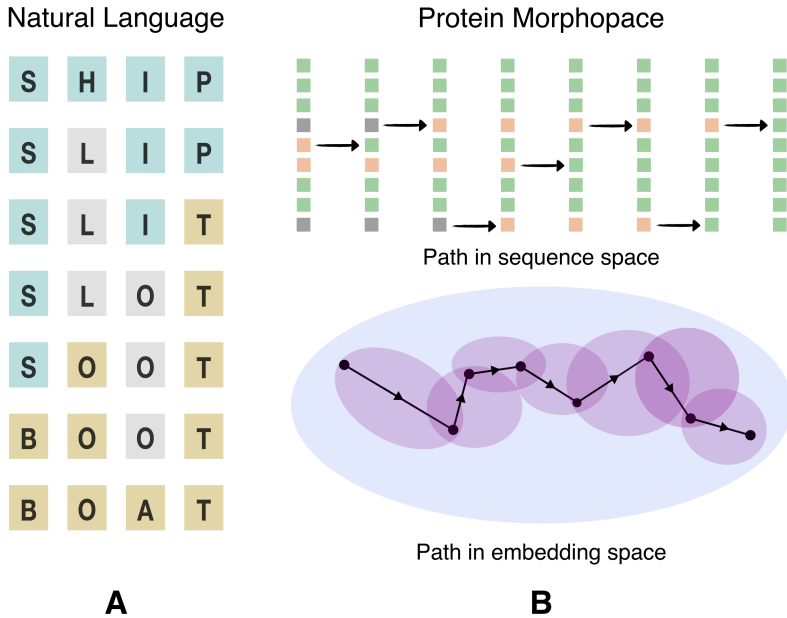 Natural Language
Protein Morphopace
S H I P
S L I P
S L I T
S L O T
S O O T
B O O T
B O A T
Path in sequence space
Path in embedding space
A
B